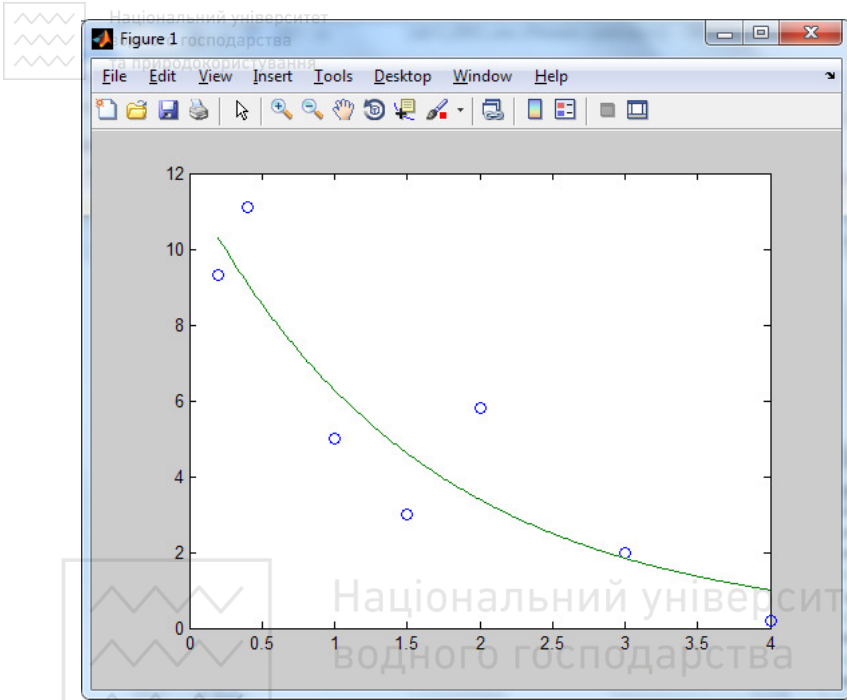 Національний університет
водного господарства
та природокористування
Figure 1
File Edit View Insert Tools Desktop Window Help
12
10
8
6
4
2
0
0 0.5 1 1.5 2 2.5 3 3.5 4
Національний університ
водного господарства